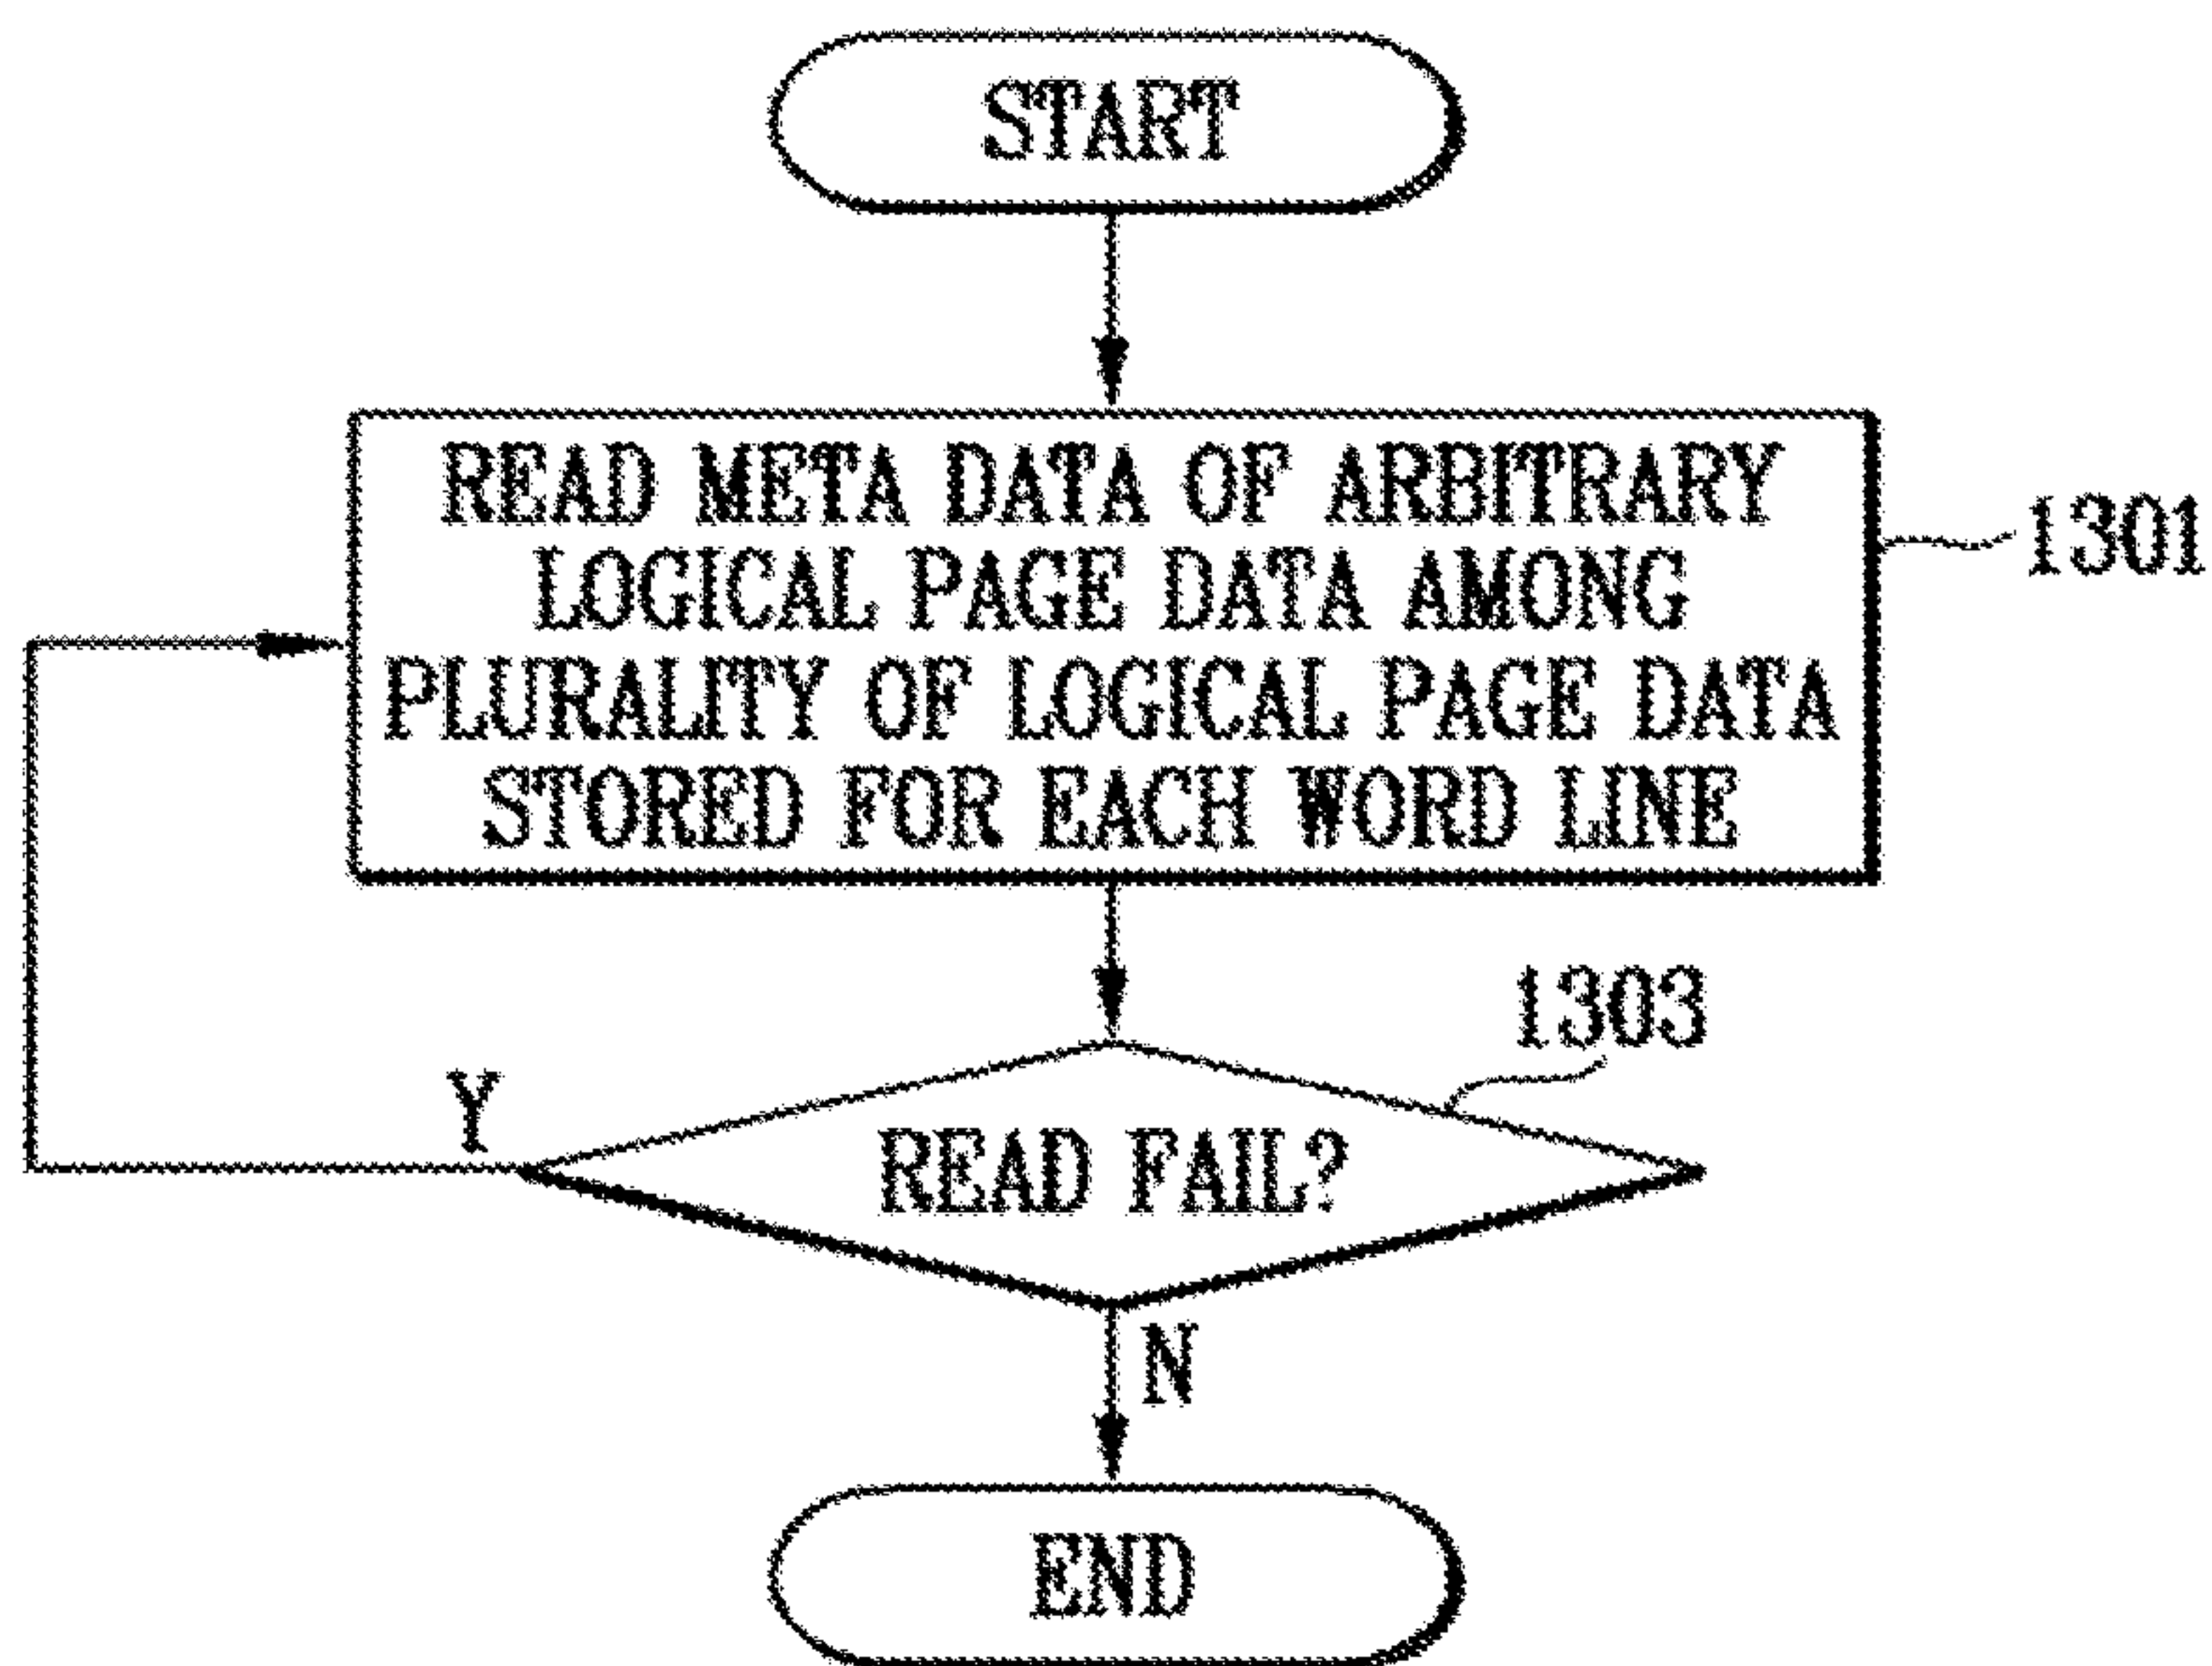 START
READ META DATA OF ARBITRARY
LOGICAL PAGE DATA AMONG
PLURALITY OF LOGICAL PAGE DATA
STORED FOR EACH WORD LINE
1301
1303
Y
READ FAIL?
N
END